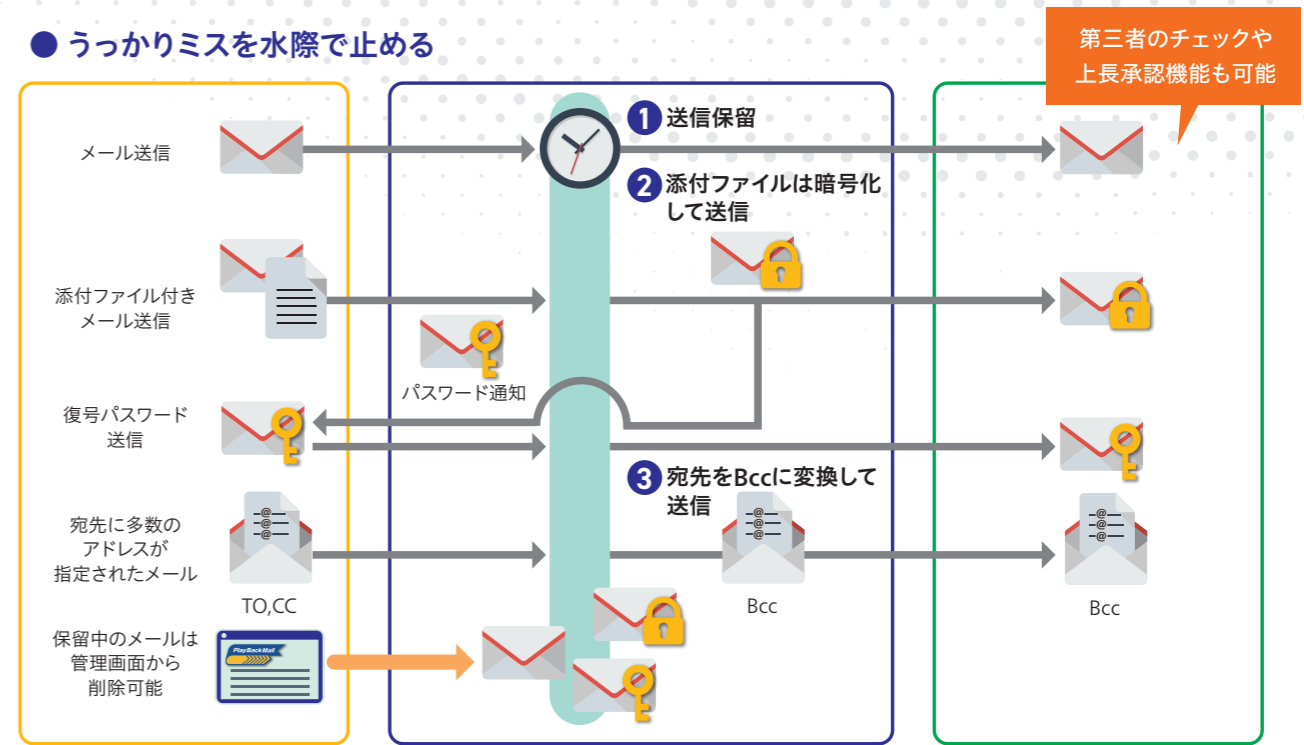 ● うっかりミスを水際で止める
第三者のチェックや
上長承認機能も可能
メール送信
1 送信保留
2 添付ファイルは暗号化
して送信
添付ファイル付き
メール送信
パスワード通知
復号パスワード
送信
3 宛先をBccに変換して
送信
宛先に多数の
アドレスが
指定されたメール
-@-
-@-
-@-
-@-
-@-
-@-
-@-
-@-
-@-
TO,CC
Bcc
Bcc
保留中のメールは
管理画面から
削除可能
PlayBackMail